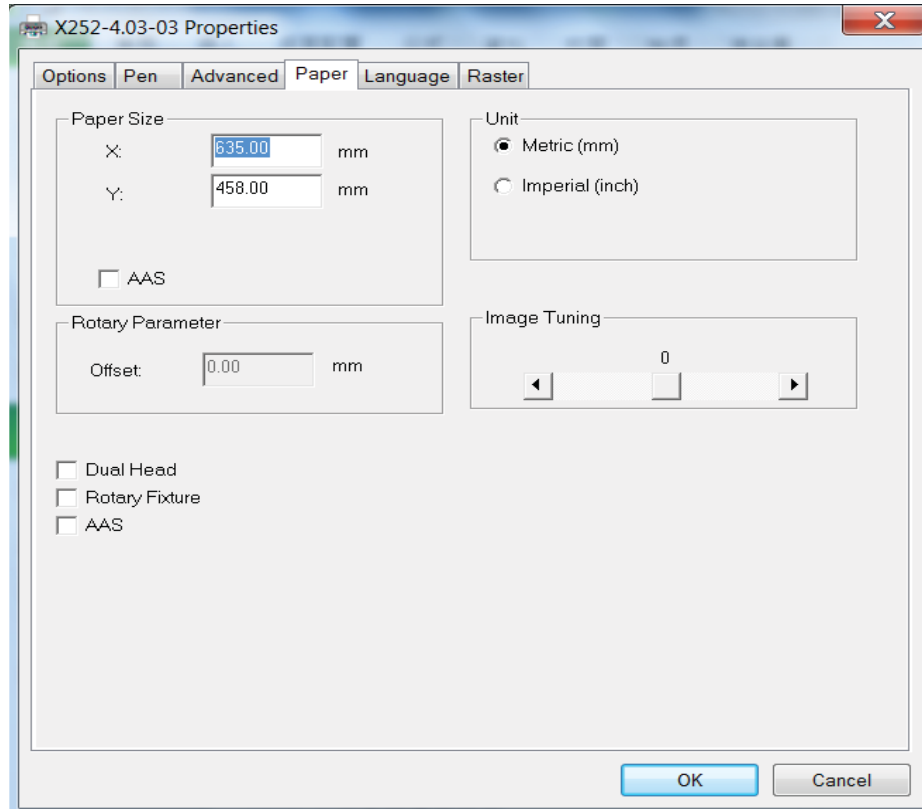 X252-4.03-03 Properties
Options Pen Advanced Paper Language Raster
Paper Size
X: 635.00 mm
Y: 458.00 mm
AAS
Unit
Metric (mm)
Imperial (inch)
Rotary Parameter
Offset: 0.00 mm
Image Tuning
0
Dual Head
Rotary Fixture
AAS
OK Cancel